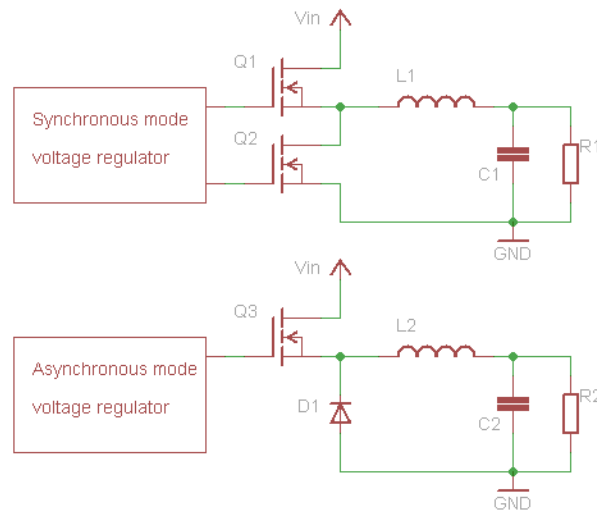 Vin
Q1
L1
Synchronous mode
voltage regulator
Q2
C1
R1
GND
Vin
Q3
L2
Asynchronous mode
voltage regulator
D1
C2
R2
GND